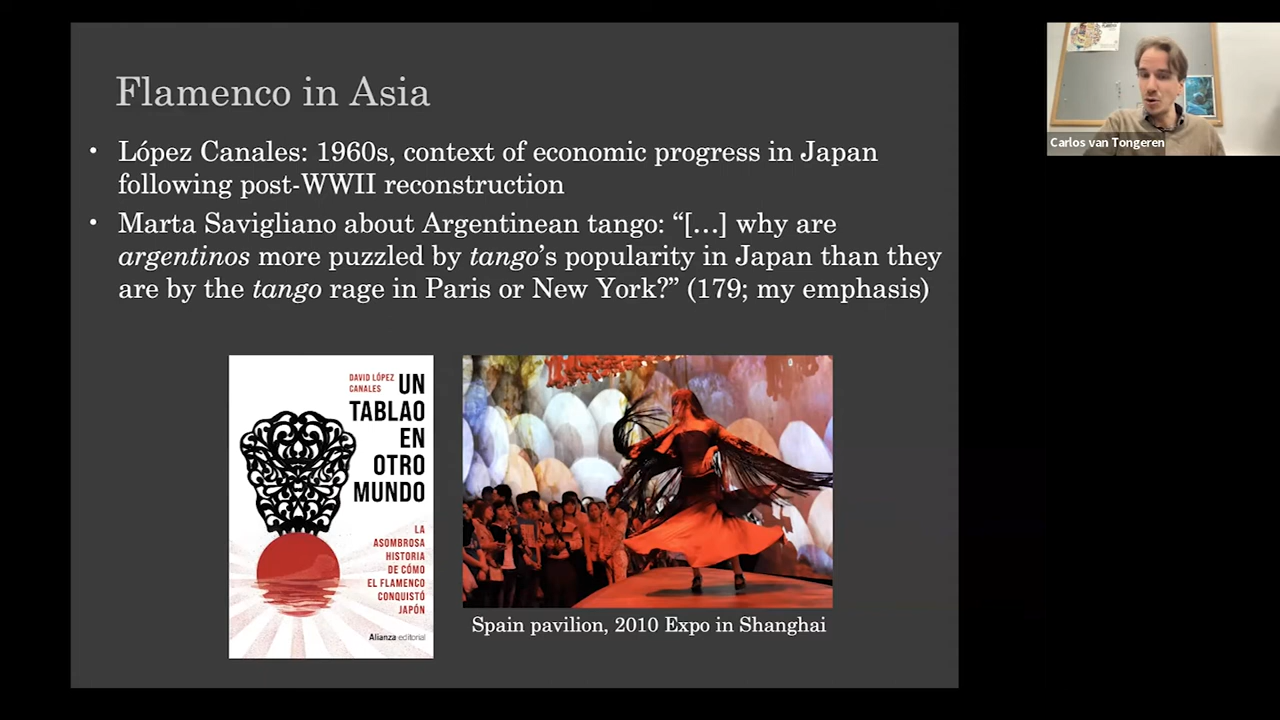 Flamenco in Asia
• López Canales: 1960s, context of economic progress in Japan
following post-WWII reconstruction
• Marta Savigliano about Argentinean tango: “[…] why are
argentinos more puzzled by tango’s popularity in Japan than they
are by the tango rage in Paris or New York?” (179; my emphasis)
DAVID LÓPEZ
CANALES
UN
TABLAO
EN
OTRO
MUNDO
LA
ASOMBROSA
HISTORIA
DE CÓMO
EL FLAMENCO
CONQUISTÓ
JAPÓN
Alianza editorial
Spain pavilion, 2010 Expo in Shanghai
Carlos van Tongeren